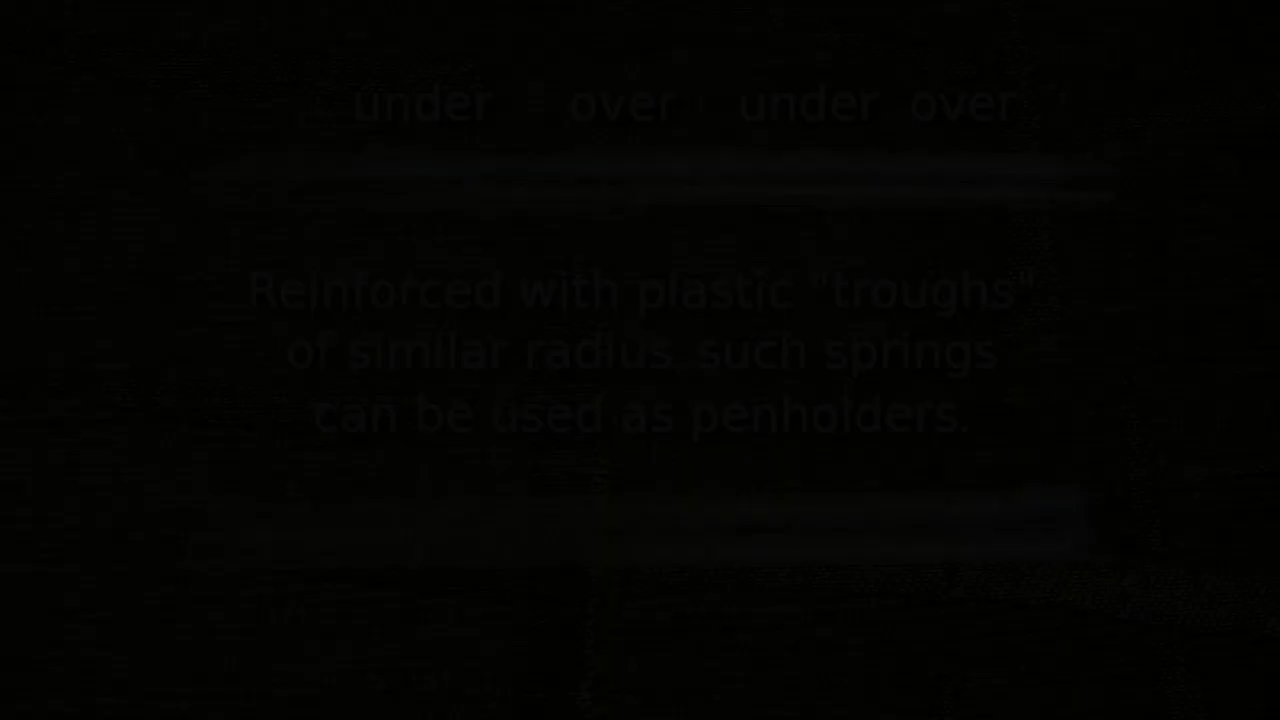 under over under over
Reinforced with plastic "troughs"
of similar radius such springs
can be used as penholders.